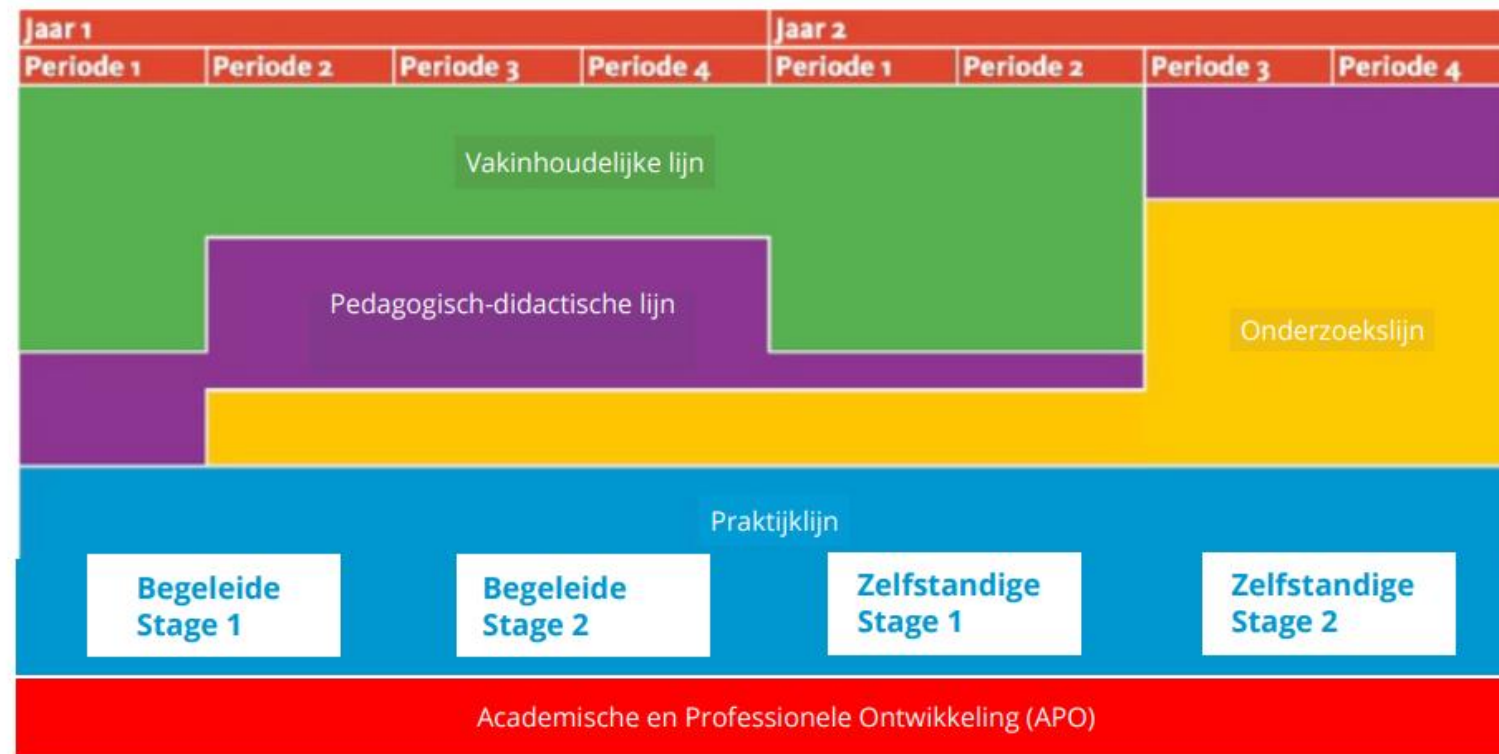 Jaar 1 Jaar 2
Periode 1 Periode 2 Periode 3 Periode 4 Periode 1 Periode 2 Periode 3 Periode 4
Vakinhoudelijke lijn
Pedagogisch-didactische lijn
Onderzoekslijn
Praktijklijn
Begeleide
Stage 1
Begeleide
Stage 2
Zelfstandige
Stage 1
Zelfstandige
Stage 2
Academische en Professionele Ontwikkeling (APO)